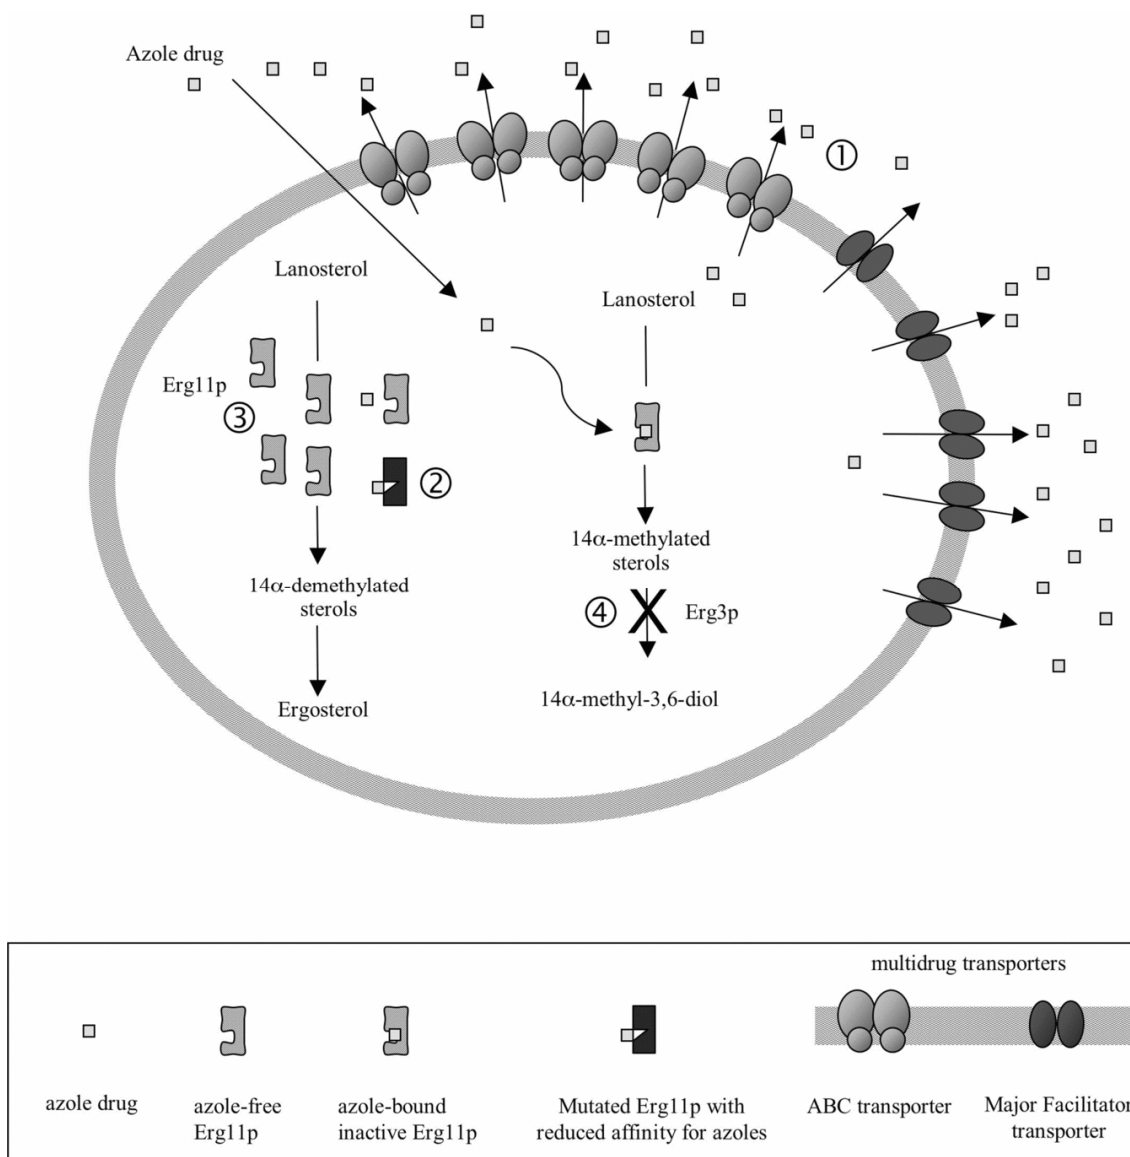 Azole drug
①
Lanosterol
Lanosterol
Erg11p
③
②
14α-methylated
sterols
14α-demethylated
sterols
④
X
Erg3p
14α-methyl-3,6-diol
Ergosterol
multidrug transporters
azole drug
azole-free
Erg11p
azole-bound
inactive Erg11p
Mutated Erg11p with
reduced affinity for azoles
ABC transporter
Major Facilitator
transporter